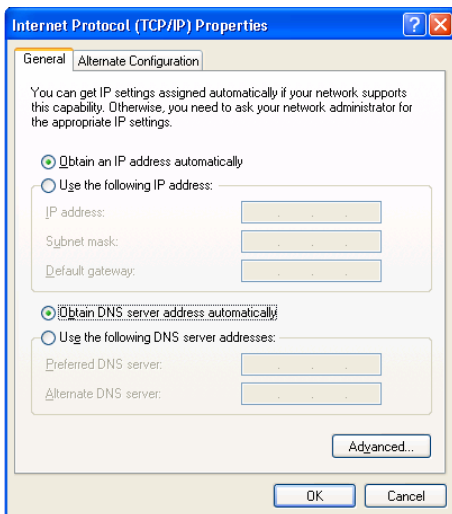 Internet Protocol (TCP/IP) Properties
General Alternate Configuration
You can get IP settings assigned automatically if your network supports
this capability. Otherwise, you need to ask your network administrator for
the appropriate IP settings.
Obtain an IP address automatically
Use the following IP address:
IP address:
Subnet mask:
Default gateway:
Obtain DNS server address automatically
Use the following DNS server addresses:
Preferred DNS server:
Alternate DNS server:
Advanced...
OK Cancel